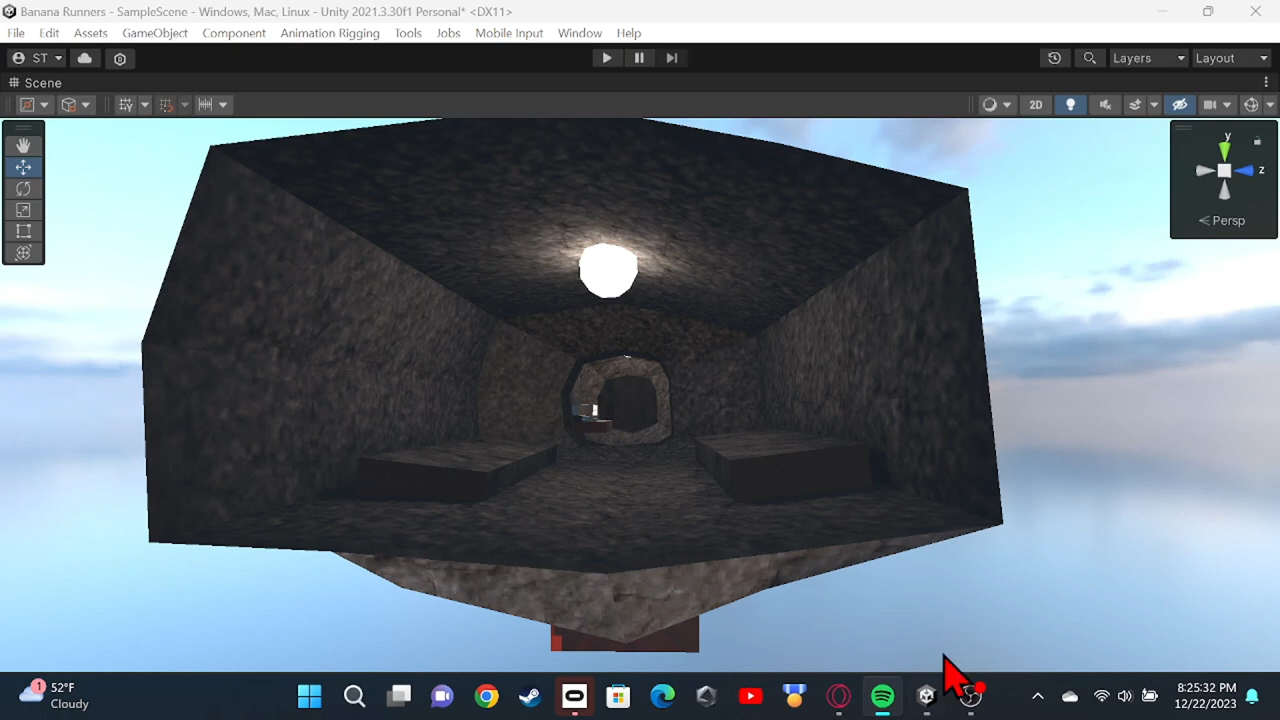 Banana Runners - SampleScene - Windows, Mac, Linux - Unity 2021.3.30f1 Personal* <DX11>
File Edit Assets GameObject Component Animation Rigging Tools Jobs Mobile Input Window Help
ST Layers Layout
Scene
2D
y
z
Persp
1
52°F
Cloudy
8:25:32 PM
12/22/2023